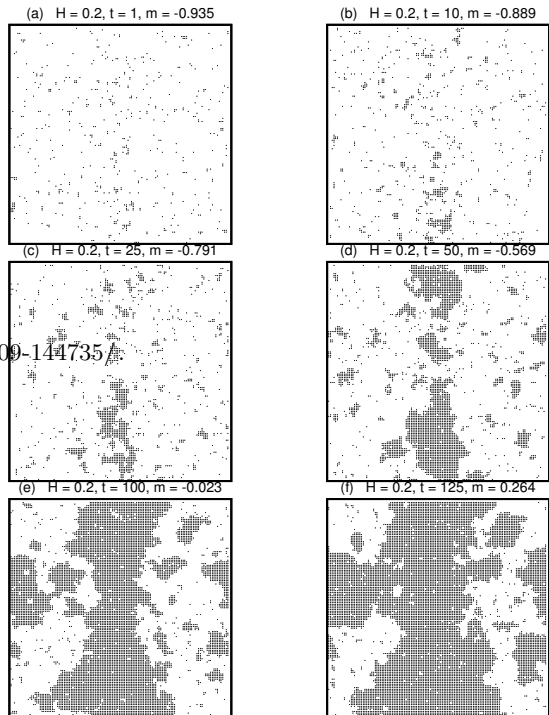 (a) H = 0.2, t = 1, m = -0.935
(b) H = 0.2, t = 10, m = -0.889
(c) H = 0.2, t = 25, m = -0.791
(d) H = 0.2, t = 50, m = -0.569
09-144735/.
(e) H = 0.2, t = 100, m = -0.023
(f) H = 0.2, t = 125, m = 0.264